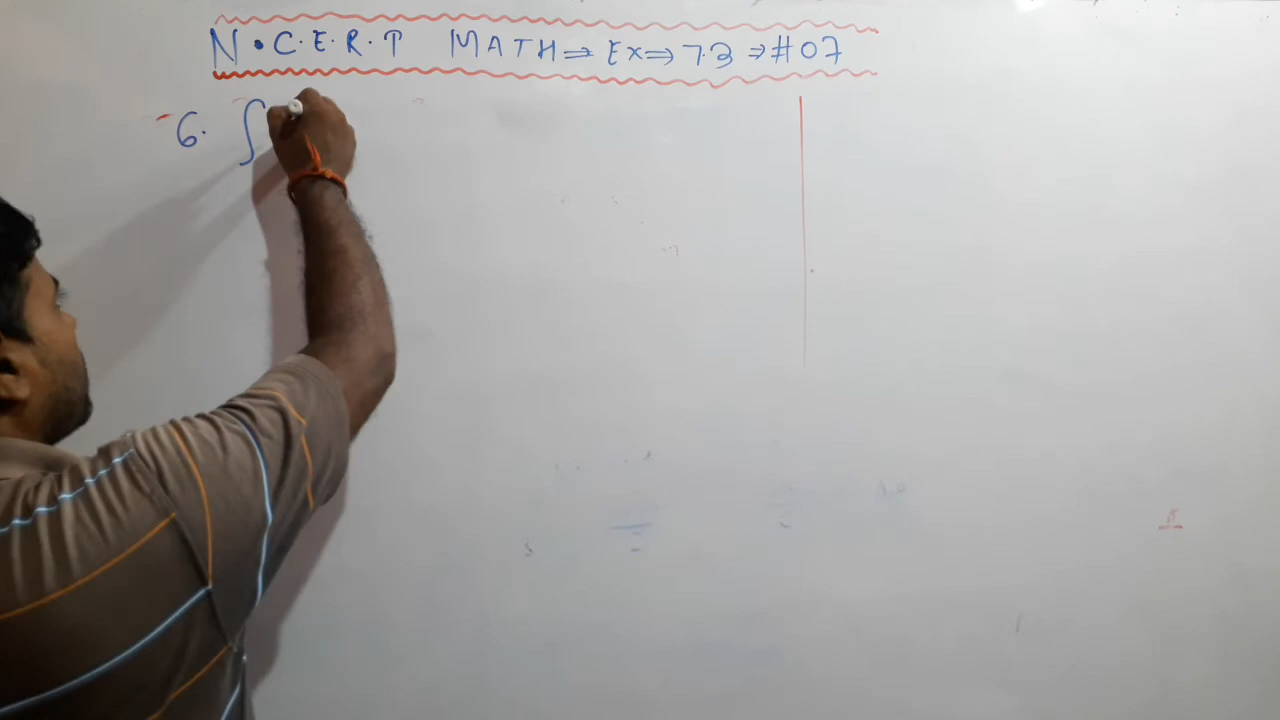 N.C.E.R.T MATH ⇒ EX ⇒ 7.3 ⇒ #07
6. ∫